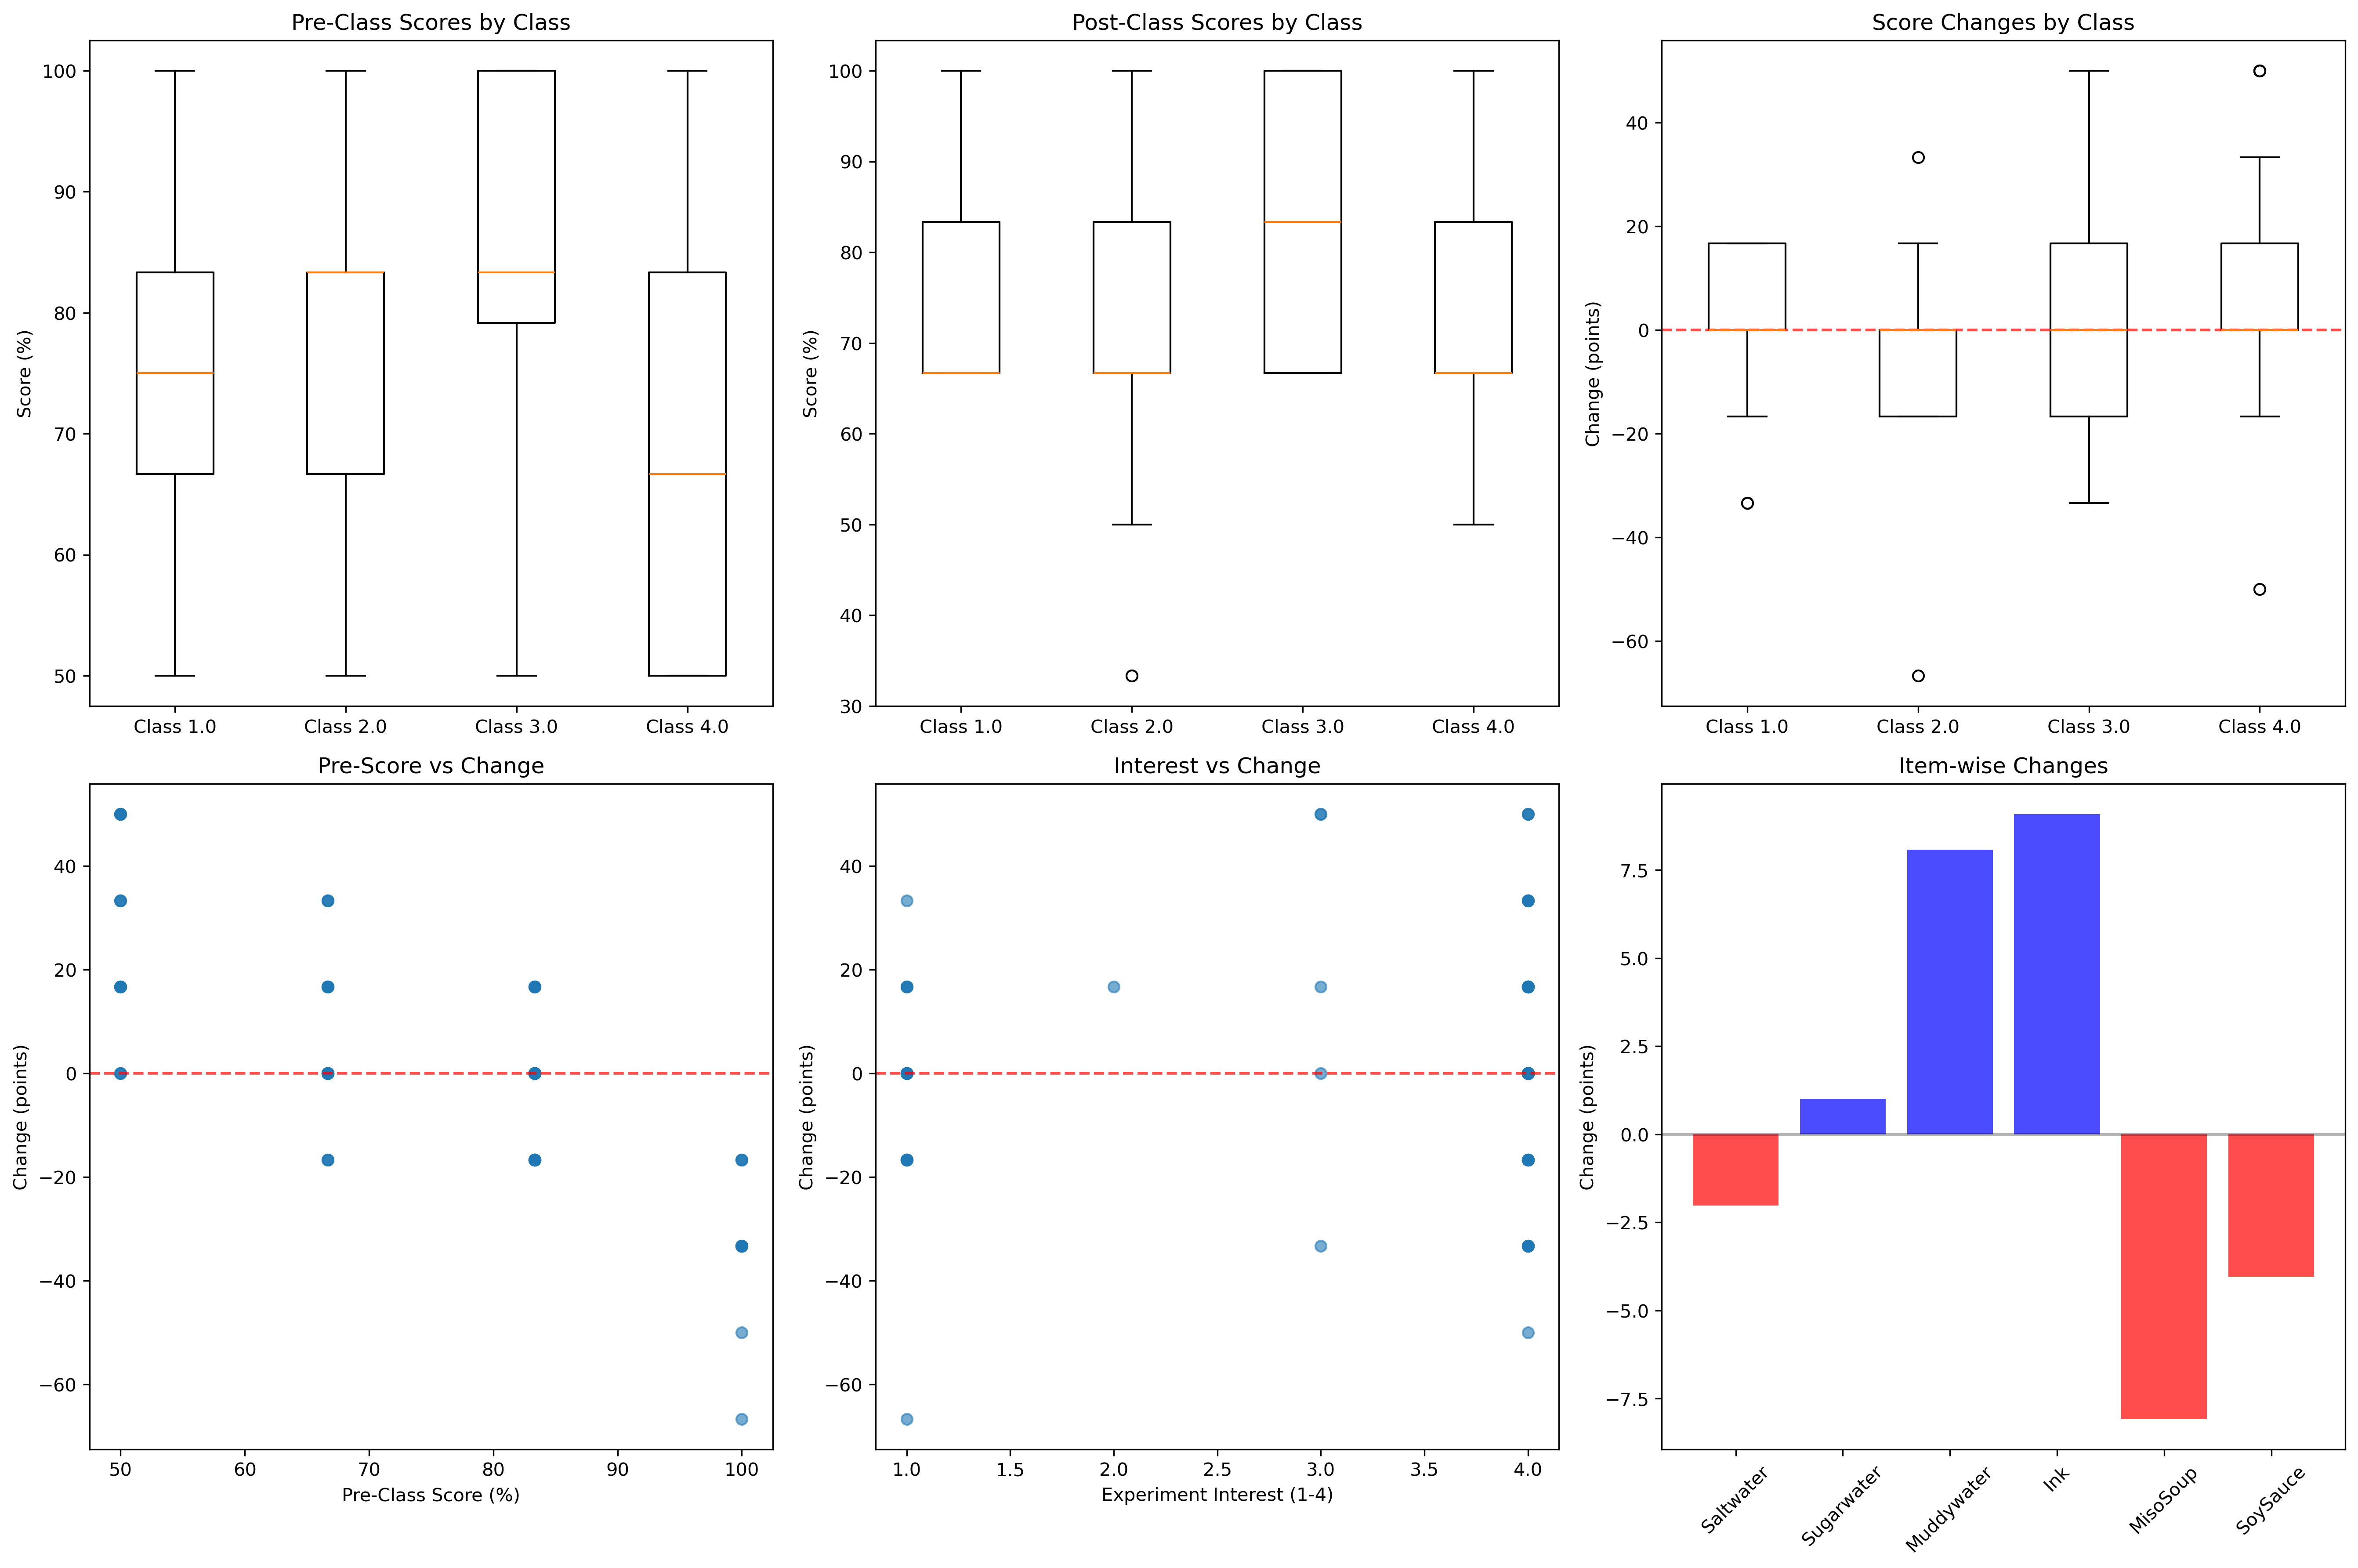 Pre-Class Scores by Class
Score (%)
100
90
80
70
60
50
Class 1.0
Class 2.0
Class 3.0
Class 4.0
Post-Class Scores by Class
Score (%)
100
90
80
70
60
50
40
30
Class 1.0
Class 2.0
Class 3.0
Class 4.0
Score Changes by Class
Change (points)
40
20
0
−20
−40
−60
Class 1.0
Class 2.0
Class 3.0
Class 4.0
Pre-Score vs Change
Change (points)
40
20
0
−20
−40
−60
50
60
70
80
90
100
Pre-Class Score (%)
Interest vs Change
Change (points)
40
20
0
−20
−40
−60
1.0
1.5
2.0
2.5
3.0
3.5
4.0
Experiment Interest (1-4)
Item-wise Changes
Change (points)
7.5
5.0
2.5
0.0
−2.5
−5.0
−7.5
Saltwater
Sugarwater
Muddywater
Ink
MisoSoup
SoySauce